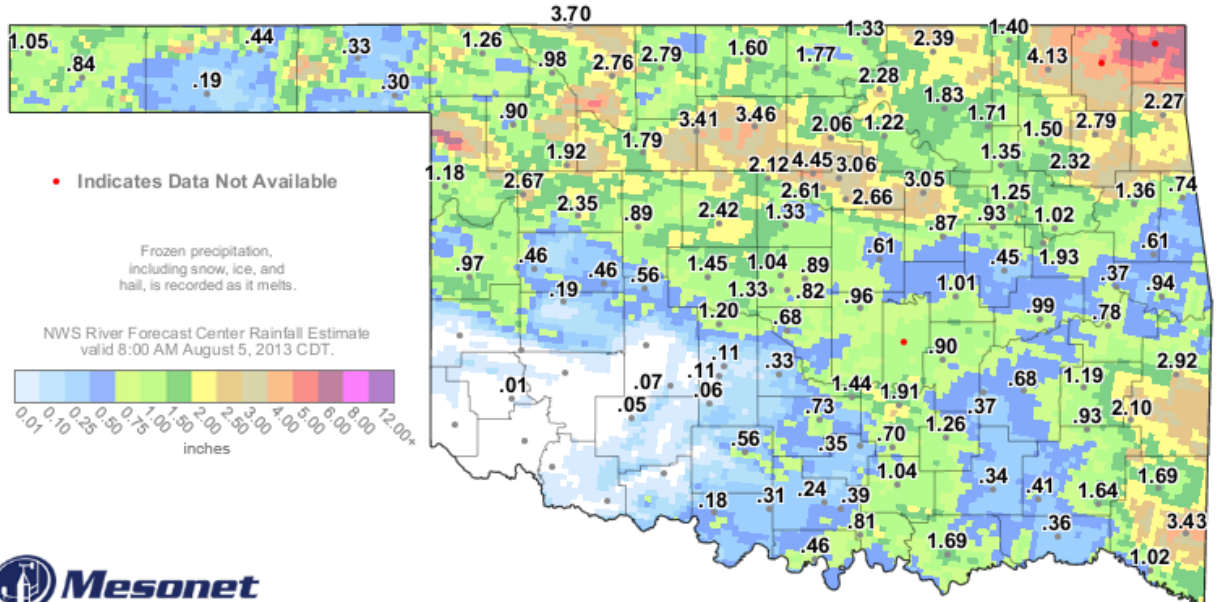 3.70
1.05 .44 .33 1.26 2.79 1.60 1.77 1.33 2.39 1.40 4.13
.84 .19 .30 .98 2.76 2.28
.90 3.41 3.46 2.06 1.22 1.83 1.71 1.50 2.79 2.27
1.92 1.79 1.35 2.32
1.18 2.67 2.12 4.45 3.06 3.05 1.25 1.36 .74
2.35 .89 2.42 2.61 1.33 2.66 .87 .93 1.02
.97 .46 .46 .56 1.45 1.04 .89 .61 .45 1.93 .61
.19 1.33 .82 .96 1.01 .99 .37 .94
1.20 .68 .78
.11 .33 .90 2.92
.01 .07 .11 .06 1.44 1.91 .68 1.19
.05 .73 .37 2.10
.56 .35 .70 1.26 .93
1.04 .34 .41 1.64 1.69
.18 .31 .24 .39
.46 .81 1.69 .36 3.43
1.02
Indicates Data Not Available
Frozen precipitation,
including snow, ice, and
hail, is recorded as it melts.
NWS River Forecast Center Rainfall Estimate
valid 8:00 AM August 5, 2013 CDT.
0.01 0.10 0.25 0.50 0.75 1.00 1.50 2.00 2.50 3.00 4.00 5.00 6.00 8.00 12.00+
inches
Mesonet